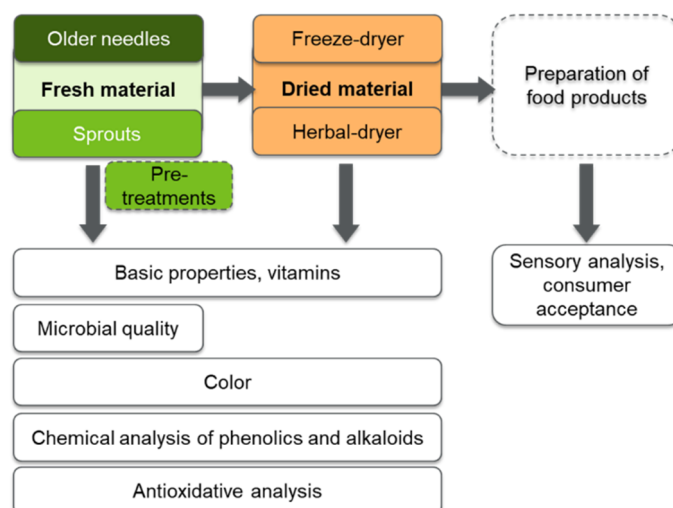 Older needles
Fresh material
Sprouts
Pre-
treatments
Freeze-dryer
Dried material
Herbal-dryer
Preparation of
food products
Basic properties, vitamins
Microbial quality
Color
Chemical analysis of phenolics and alkaloids
Antioxidative analysis
Sensory analysis,
consumer
acceptance